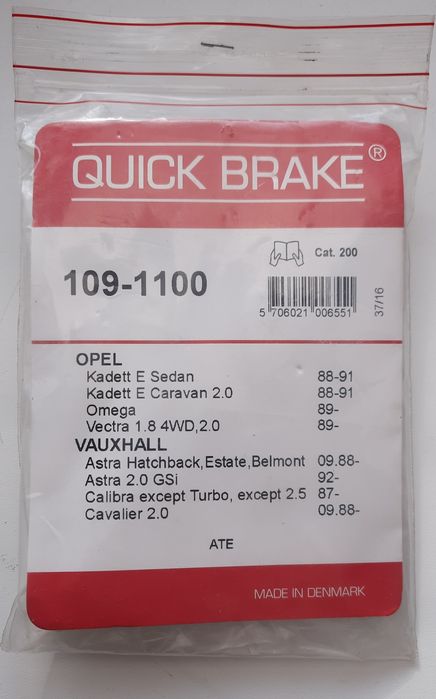 QUICK BRAKE®
Cat. 200
109-1100
5 706021 006551
37/16
OPEL
Kadett E Sedan 88-91
Kadett E Caravan 2.0 88-91
Omega 89-
Vectra 1.8 4WD,2.0 89-
VAUXHALL
Astra Hatchback,Estate,Belmont 09.88-
Astra 2.0 GSi 92-
Calibra except Turbo, except 2.5 87-
Cavalier 2.0 09.88-
ATE
MADE IN DENMARK